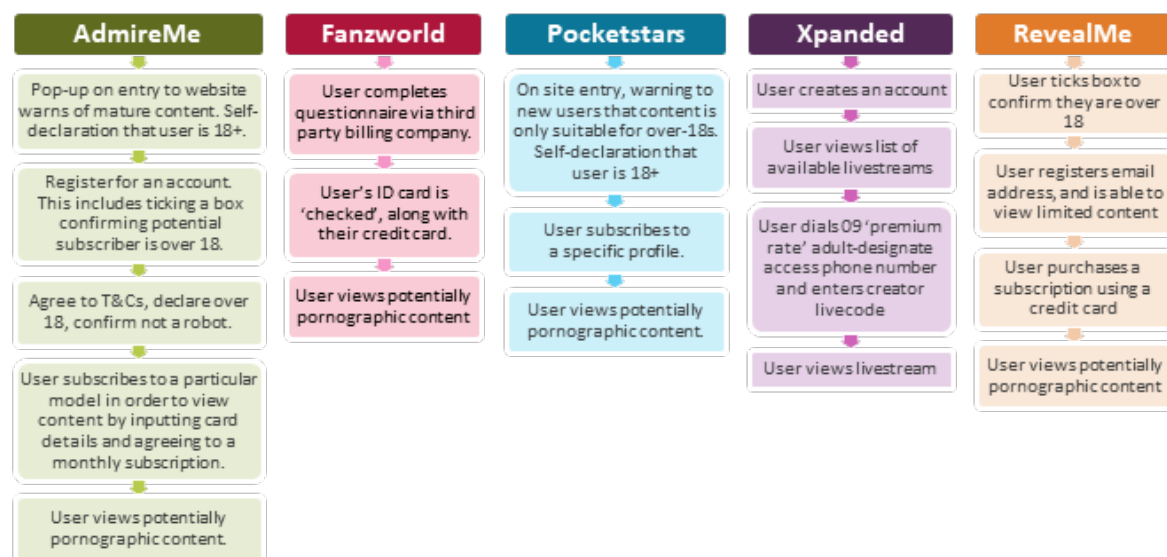 AdmireMe
Pop-up on entry to website
warns of mature content. Self-
declaration that user is 18+.
Register for an account.
This includes ticking a box
confirming potential
subscriber is over 18.
Agree to T&Cs, declare over
18, confirm not a robot.
User subscribes to a particular
model in order to view
content by inputting card
details and agreeing to a
monthly subscription.
User views potentially
pornographic content.
Fanzworld
User completes
questionnaire via third
party billing company.
User's ID card is
‘checked’, along with
their credit card.
User views potentially
pornographic content
Pocketstars
On site entry, warning to
new users that content is
only suitable for over-18s.
Self-declaration that
user is 18+
User subscribes to
a specific profile.
User views potentially
pornographic content.
Xpanded
User creates an account
User views list of
available livestreams
User dials 09 ‘premium
rate’ adult-designate
access phone number
and enters creator
livecode
User views livestream
RevealMe
User ticks box to
confirm they are over
18
User registers email
address, and is able to
view limited content
User purchases a
subscription using a
credit card
User views potentially
pornographic content